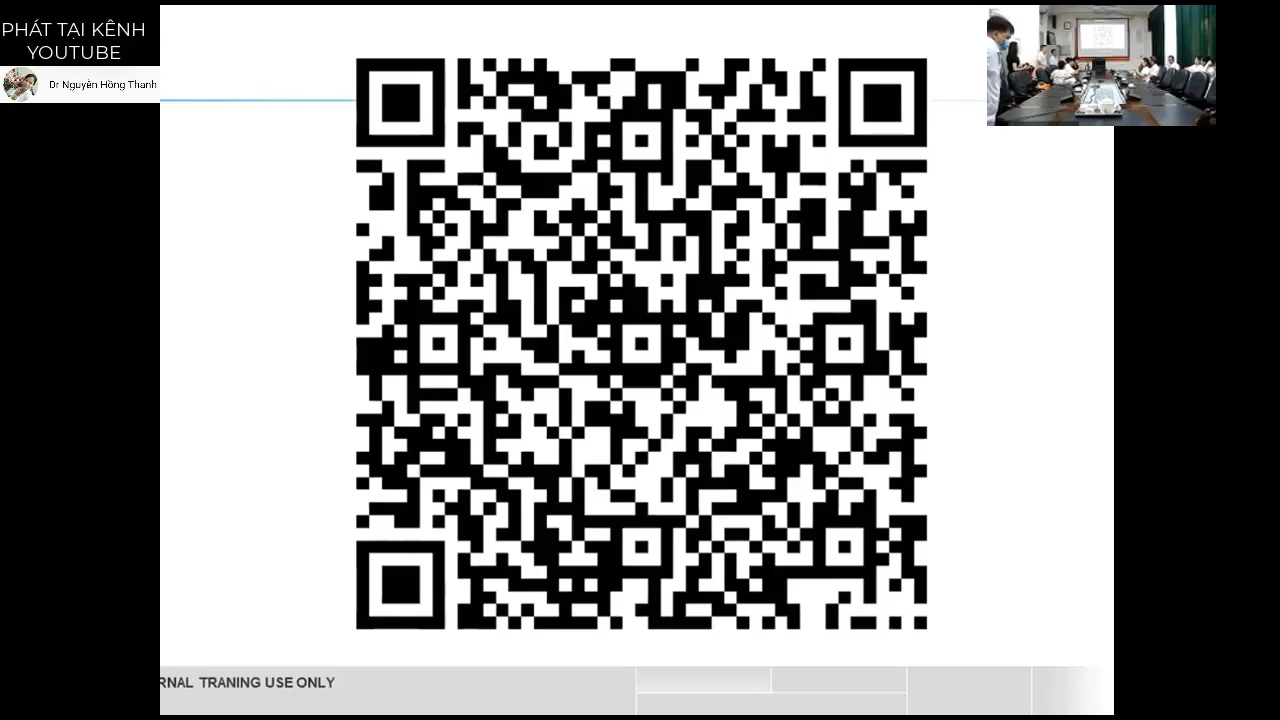 PHÁT TẠI KÊNH
YOUTUBE
Dr Nguyễn Hồng Thanh
RNAL TRANING USE ONLY